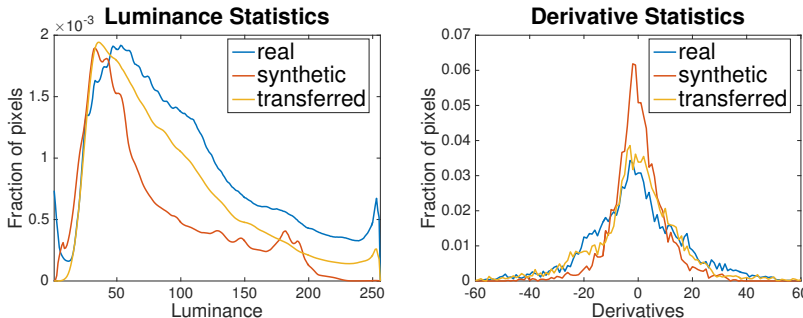 Luminance Statistics
×10⁻³
2
1.5
1
0.5
0
Fraction of pixels
50 100 150 200 250
Luminance
real
synthetic
transferred
Derivative Statistics
0.07
0.06
0.05
0.04
0.03
0.02
0.01
0
Fraction of pixels
-60 -40 -20 0 20 40 60
Derivatives
real
synthetic
transferred